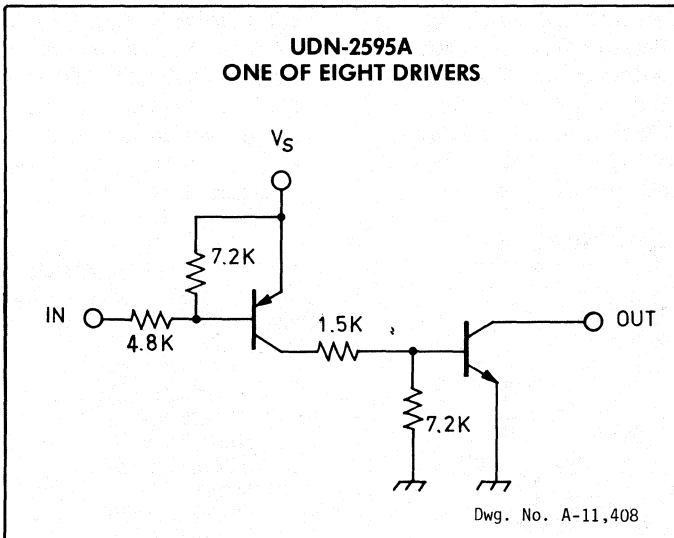 UDN-2595A
ONE OF EIGHT DRIVERS
VS
7.2K
IN
4.8K
1.5K
OUT
7.2K
Dwg. No. A-11,408